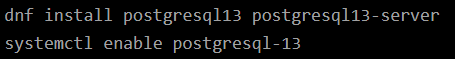 dnf install postgresql13 postgresql13-server
systemctl enable postgresql-13